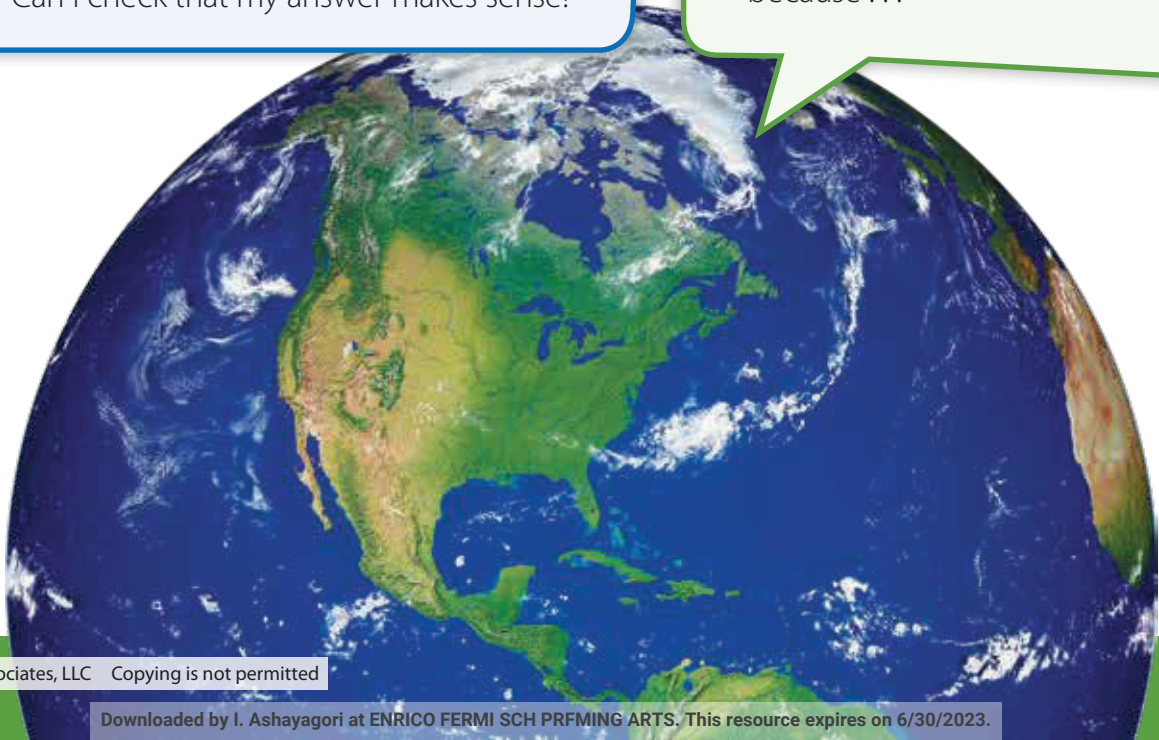 Can I check that my answer makes sense?
because . . .
ociates, LLC Copying is not permitted
Downloaded by I. Ashayagori at ENRICO FERMI SCH PRFMING ARTS. This resource expires on 6/30/2023.